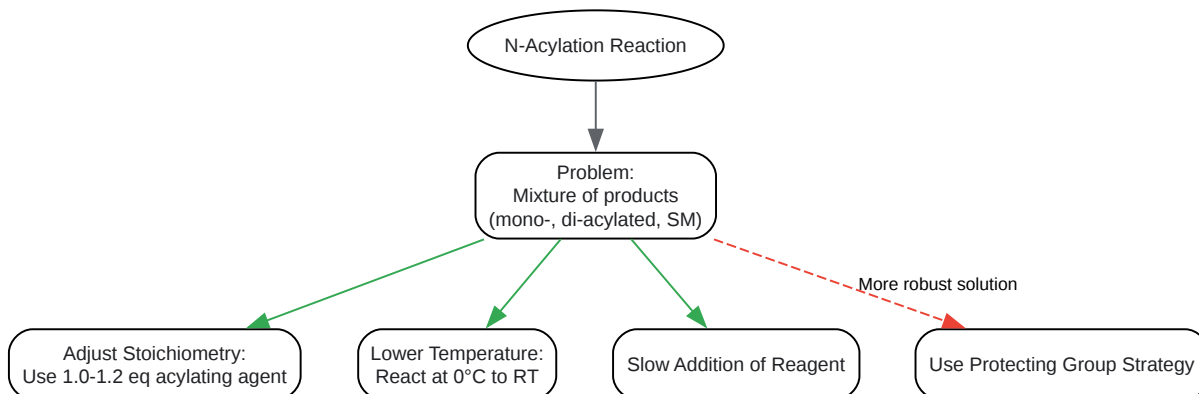 N-Acylation Reaction
Problem:
Mixture of products
(mono-, di-acylated, SM)
More robust solution
Adjust Stoichiometry:
Use 1.0-1.2 eq acylating agent
Lower Temperature:
React at 0°C to RT
Slow Addition of Reagent
Use Protecting Group Strategy